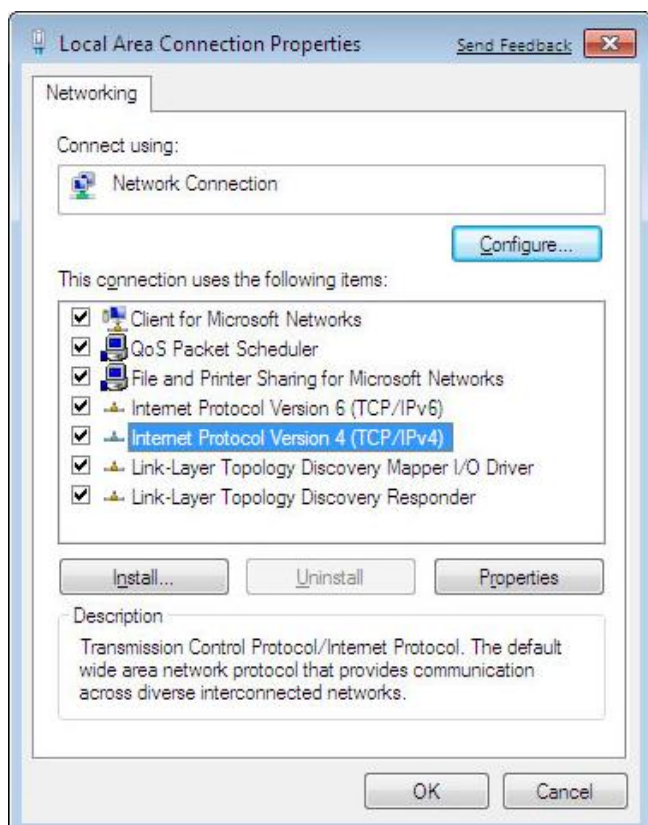 Local Area Connection Properties Send Feedback
Networking
Connect using:
Network Connection
Configure...
This connection uses the following items:
Client for Microsoft Networks
QoS Packet Scheduler
File and Printer Sharing for Microsoft Networks
Internet Protocol Version 6 (TCP/IPv6)
Internet Protocol Version 4 (TCP/IPv4)
Link-Layer Topology Discovery Mapper I/O Driver
Link-Layer Topology Discovery Responder
Install... Uninstall Properties
Description
Transmission Control Protocol/Internet Protocol. The default
wide area network protocol that provides communication
across diverse interconnected networks.
OK Cancel